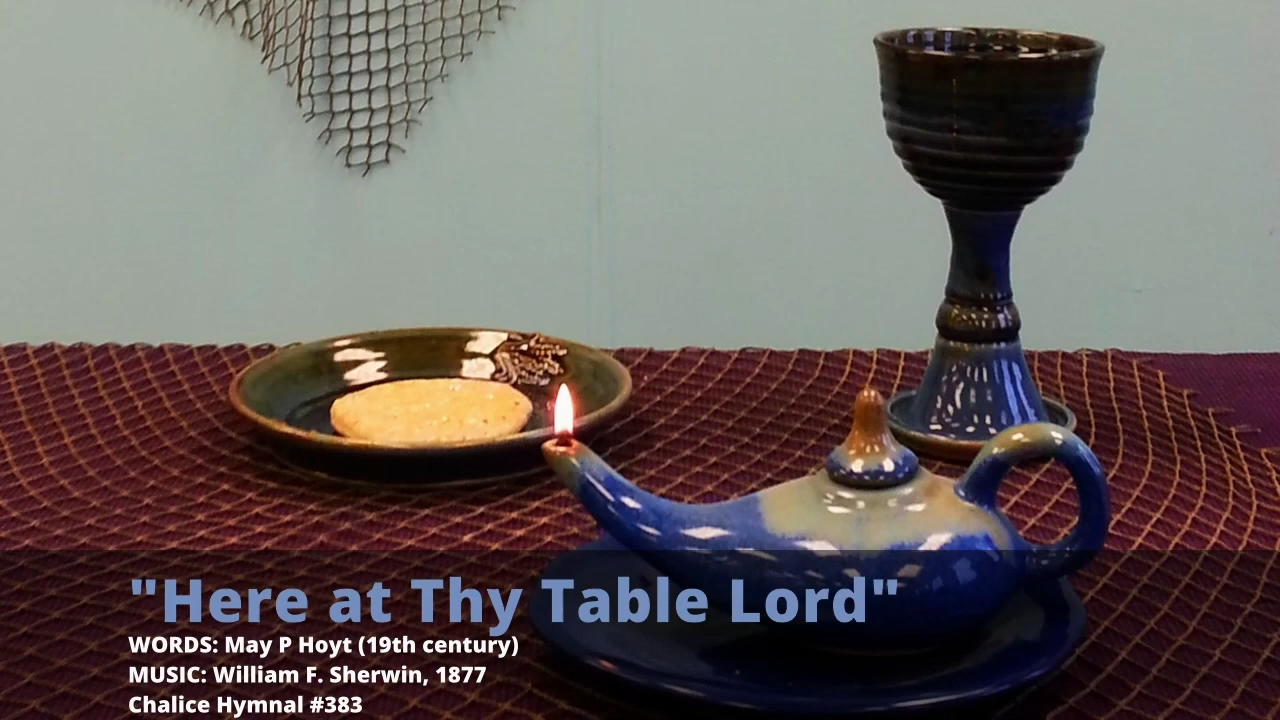 "Here at Thy Table Lord"
WORDS: May P Hoyt (19th century)
MUSIC: William F. Sherwin, 1877
Chalice Hymnal #383